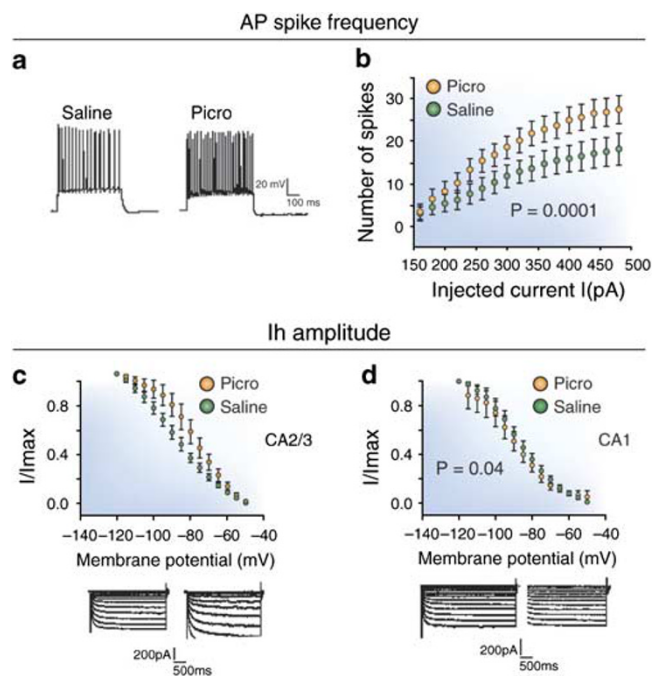 AP spike frequency
a
Saline
Picro
20 mV
100 ms
b
Number of spikes
30
20
10
0
Picro
Saline
P = 0.0001
150 200 250 300 350 400 450 500
Injected current I(pA)
Ih amplitude
c
I/Imax
0.8
0.4
0.0
Picro
Saline
CA2/3
−140 −120 −100 −80 −60 −40
Membrane potential (mV)
200pA
500ms
d
I/Imax
0.8
0.4
0.0
Picro
Saline
CA1
P = 0.04
−140 −120 −100 −80 −60 −40
Membrane potential (mV)
200pA
500ms